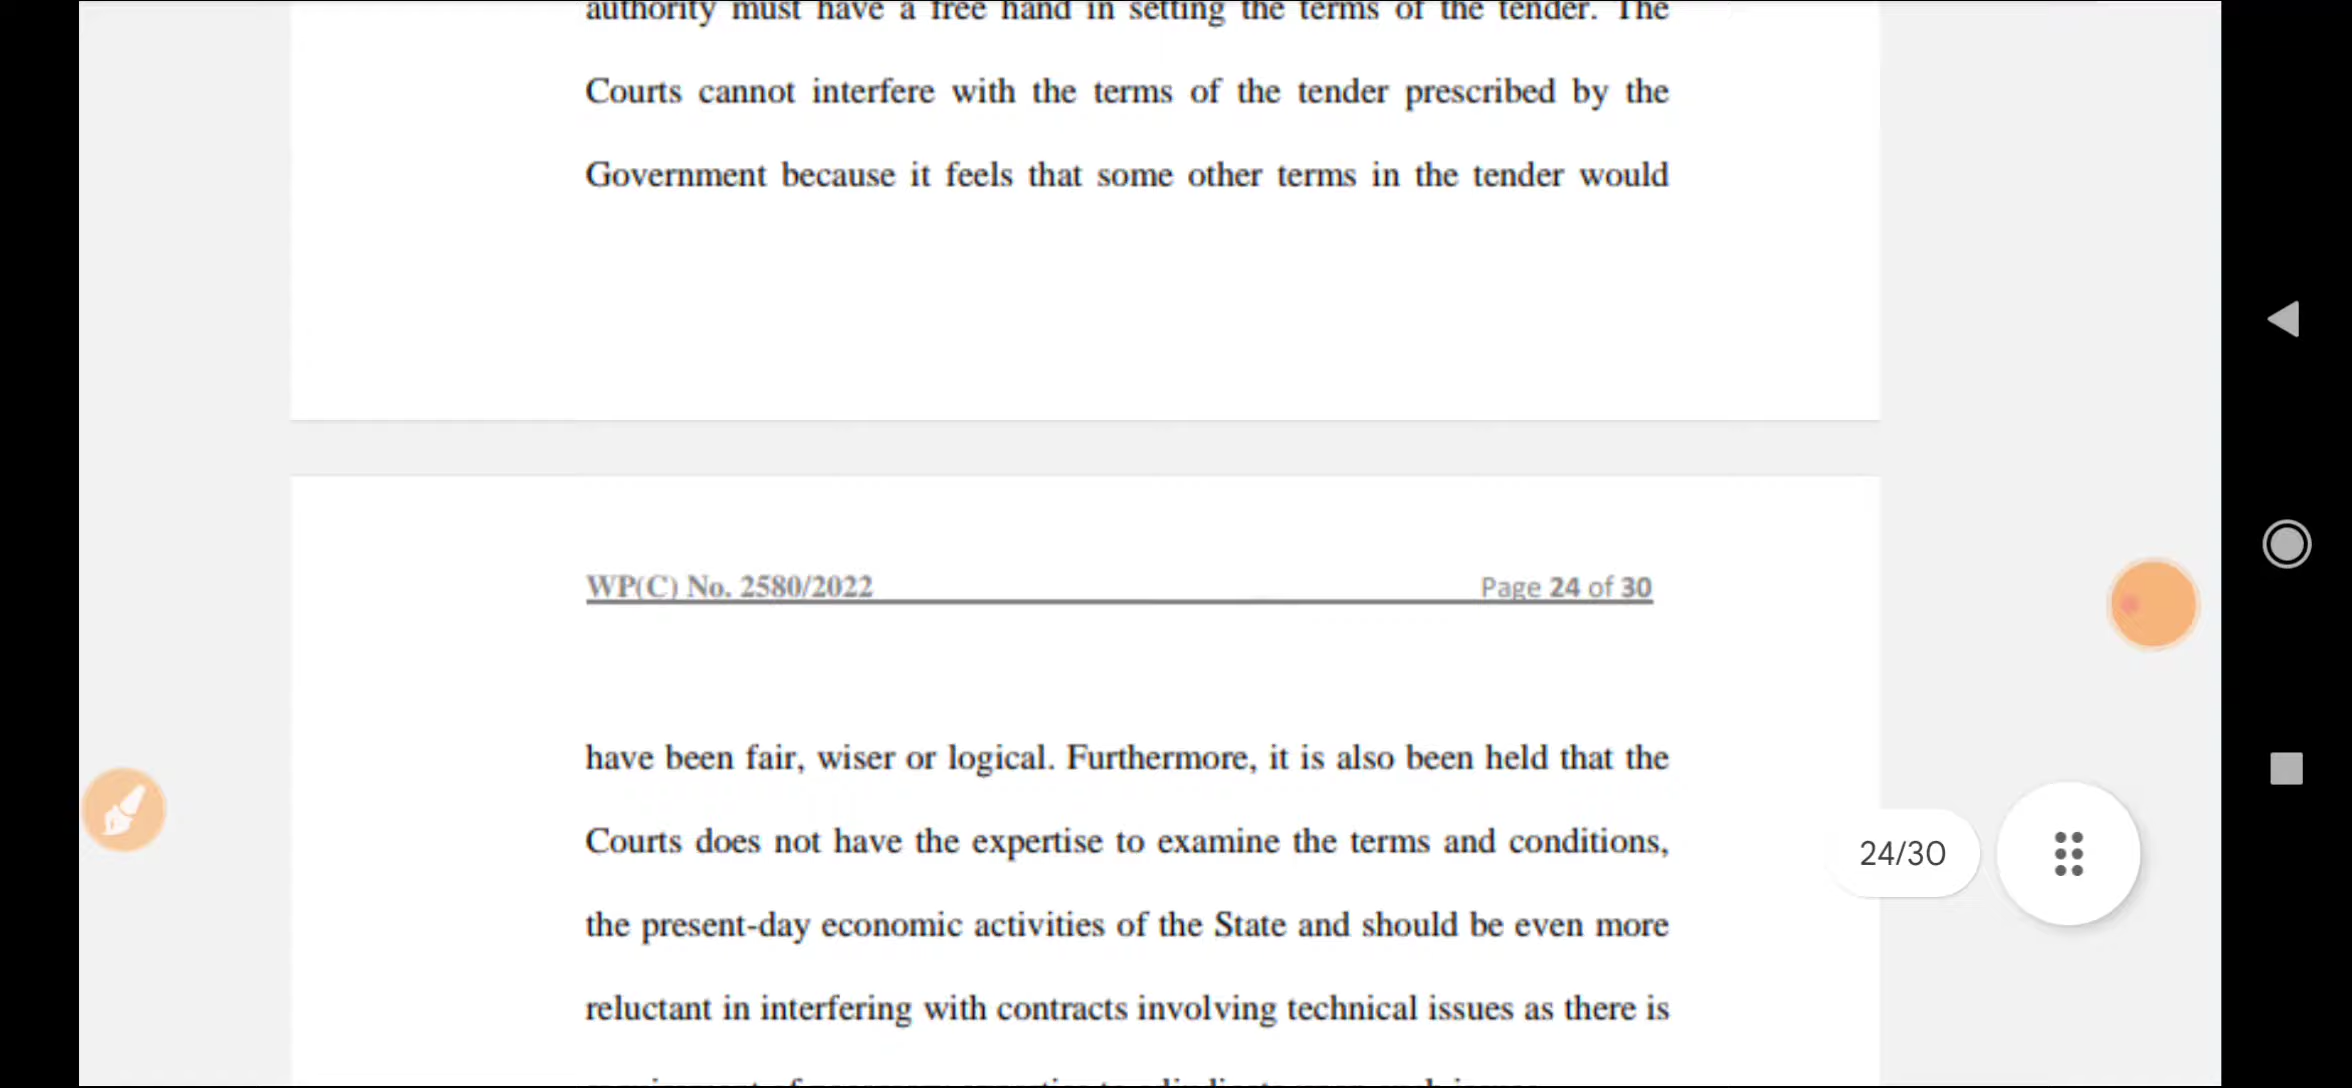 authority must have a free hand in setting the terms of the tender. The
Courts cannot interfere with the terms of the tender prescribed by the
Government because it feels that some other terms in the tender would
WP(C) No. 2580/2022 Page 24 of 30
have been fair, wiser or logical. Furthermore, it is also been held that the
Courts does not have the expertise to examine the terms and conditions,
24/30
the present-day economic activities of the State and should be even more
reluctant in interfering with contracts involving technical issues as there is